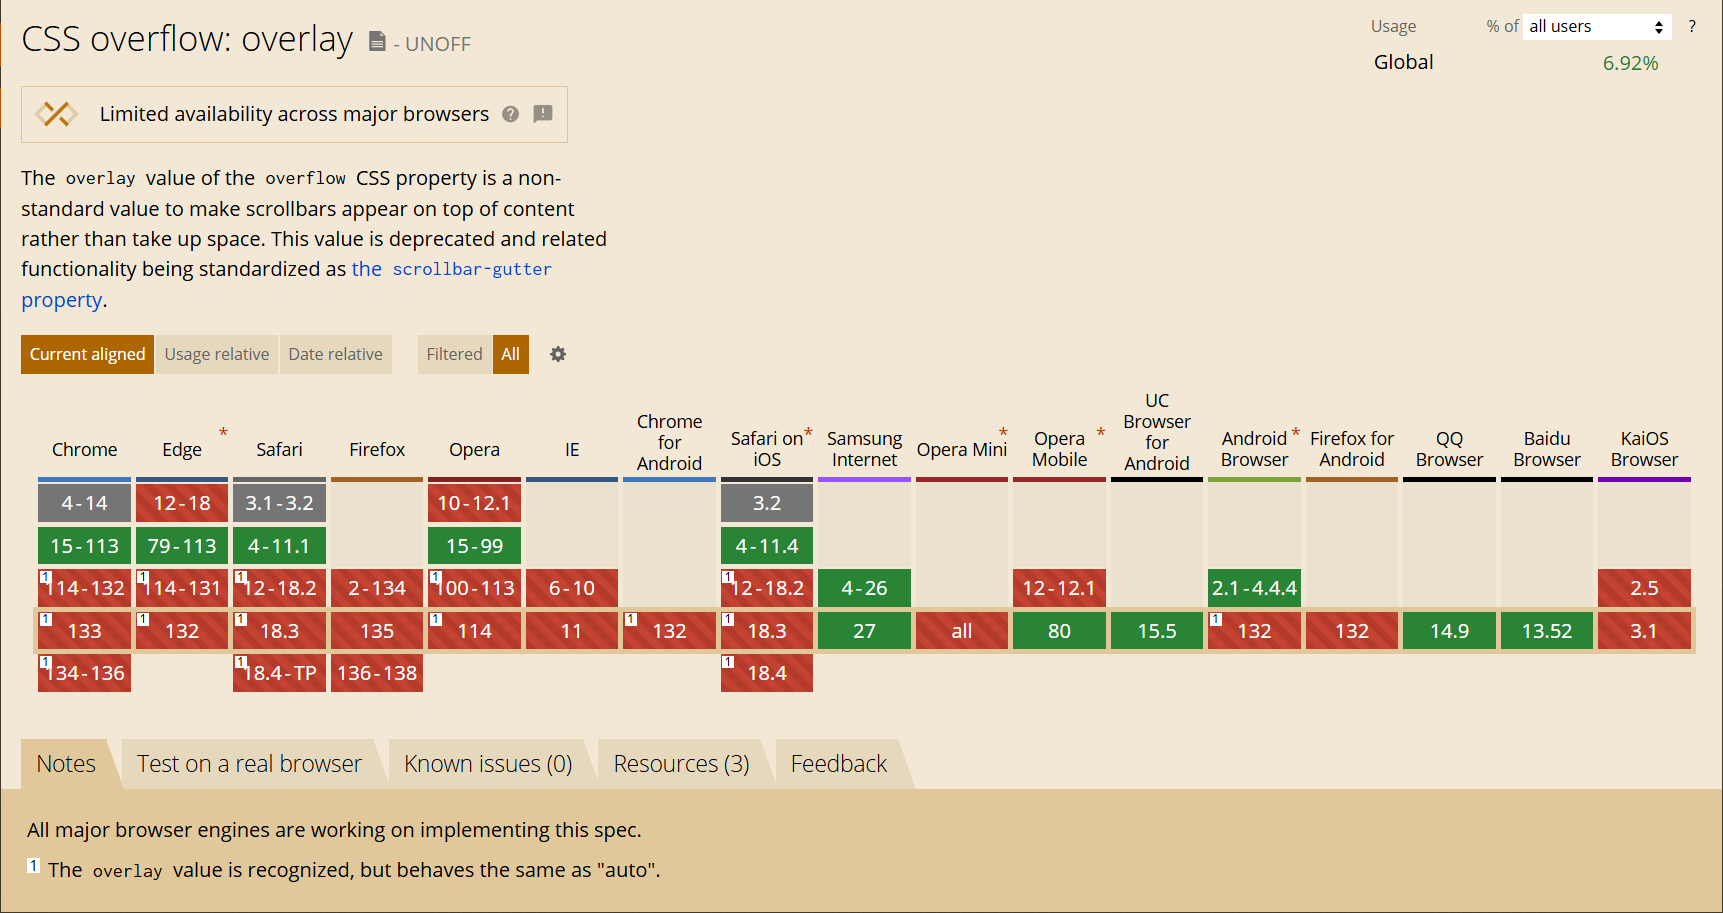 CSS overflow: overlay - UNOFF
Usage % of all users ?
Global 6.92%
Limited availability across major browsers ?
The overlay value of the overflow CSS property is a non-
standard value to make scrollbars appear on top of content
rather than take up space. This value is deprecated and related
functionality being standardized as the scrollbar-gutter
property.
Current aligned Usage relative Date relative Filtered All
Chrome
Edge *
Safari
Firefox
Opera
IE
Chrome
for
Android
Safari on *
iOS
Samsung
Internet
Opera Mini *
Opera *
Mobile
UC
Browser
for
Android
Android *
Browser
Firefox for
Android
QQ
Browser
Baidu
Browser
KaiOS
Browser
4-14 12-18 3.1-3.2 10-12.1 3.2
15-113 79-113 4-11.1 15-99 4-11.4
1 114-132 1 114-131 1 12-18.2 2-134 1 100-113 6-10 1 12-18.2 4-26 12-12.1 2.1-4.4.4 2.5
1 133 1 132 1 18.3 135 1 114 11 1 132 1 18.3 27 all 80 15.5 1 132 132 14.9 13.52 3.1
1 134-136 1 18.4-TP 136-138 1 18.4
Notes Test on a real browser Known issues (0) Resources (3) Feedback
All major browser engines are working on implementing this spec.
1 The overlay value is recognized, but behaves the same as "auto".